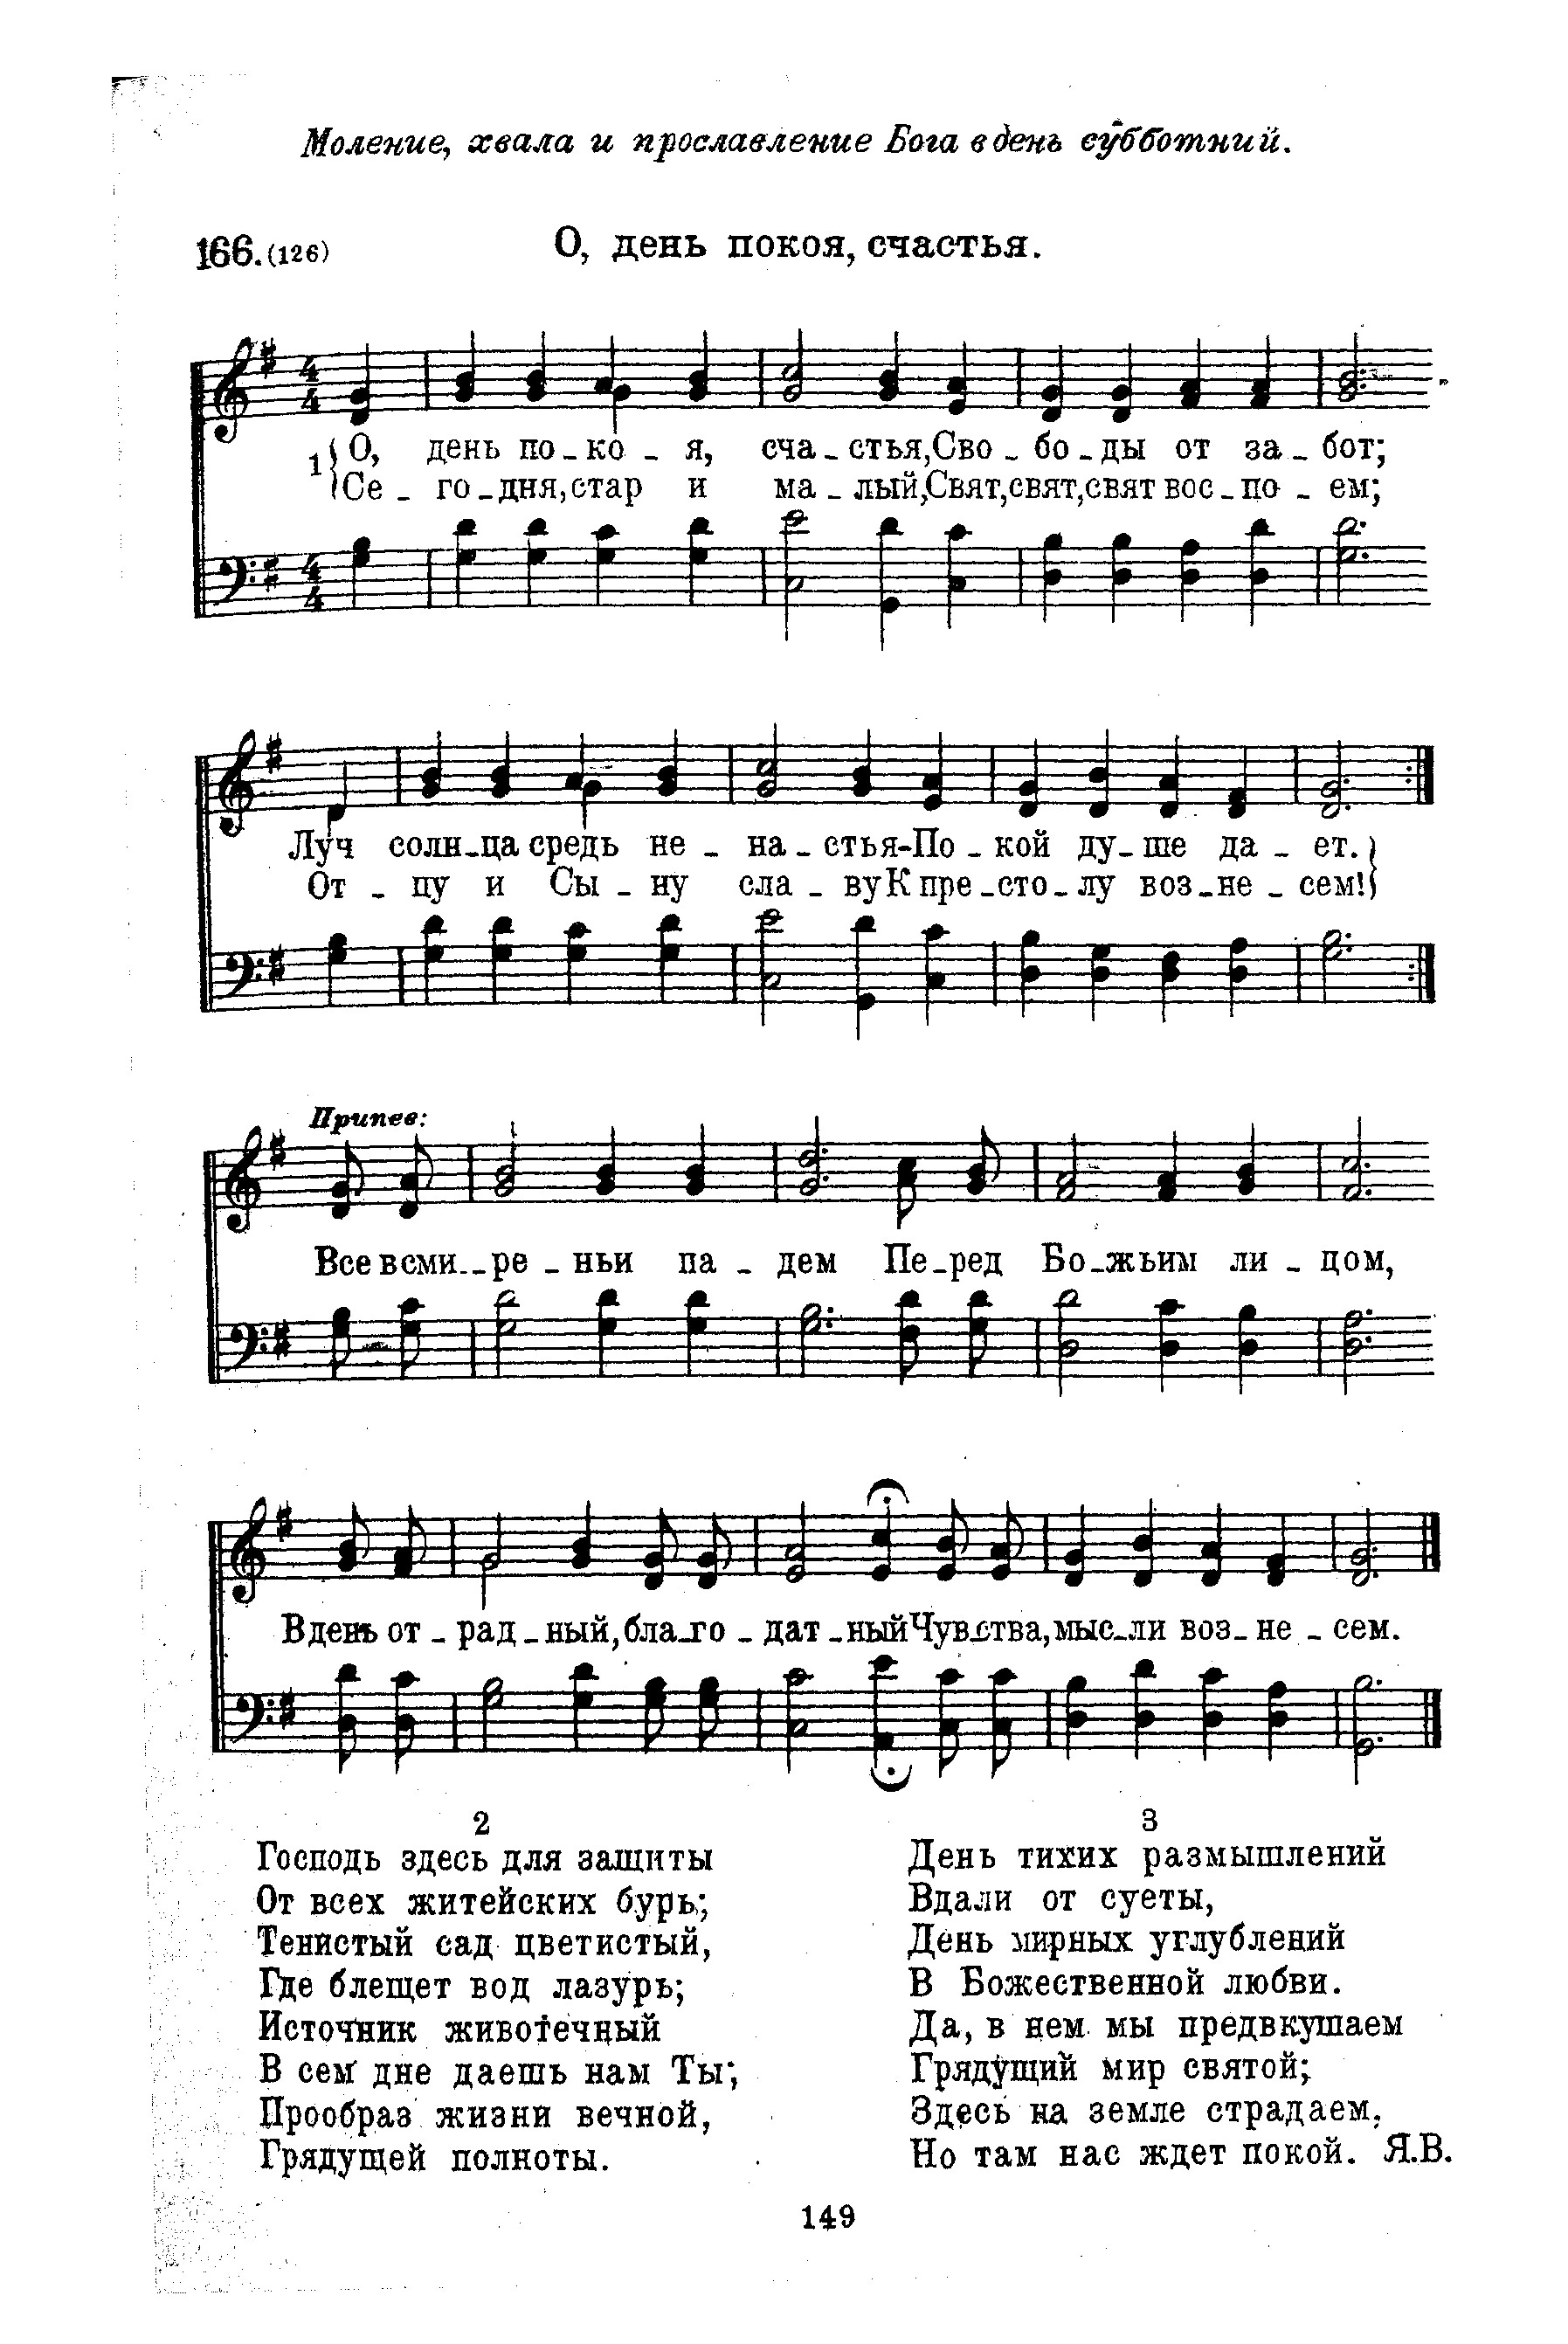 Моление, хвала и прославление Бога в день субботний.
166. (126) О, день покоя, счастья.
4/4
1 О, день по-ко-я, сча-стья, Сво-бо-ды от за-бот;
Се-го-дня, стар и ма-лый, Свят, свят, свят вос-по-ем;
4/4
Луч солн-ца средь не-на-стья-По-кой ду-ше да-ет.
От-цу и Сы-ну сла-ву К пре-сто-лу воз-не-сем!
Припев:
Все в сми-ре-ньи па-дем Пе-ред Бо-жьим ли-цом,
В день от-рад-ный, бла-го-дат-ный Чув-ства, мыс-ли воз-не-сем.
2
Господь здесь для защиты
От всех житейских бурь;
Тенистый сад цветистый,
Где блещет вод лазурь;
Источник животечный
В сем дне даешь нам Ты;
Прообраз жизни вечной,
Грядущей полноты.
3
День тихих размышлений
Вдали от суеты,
День мирных углублений
В Божественной любви.
Да, в нем мы предвкушаем
Грядущий мир святой;
Здесь на земле страдаем,
Но там нас ждет покой. Я.В.
149